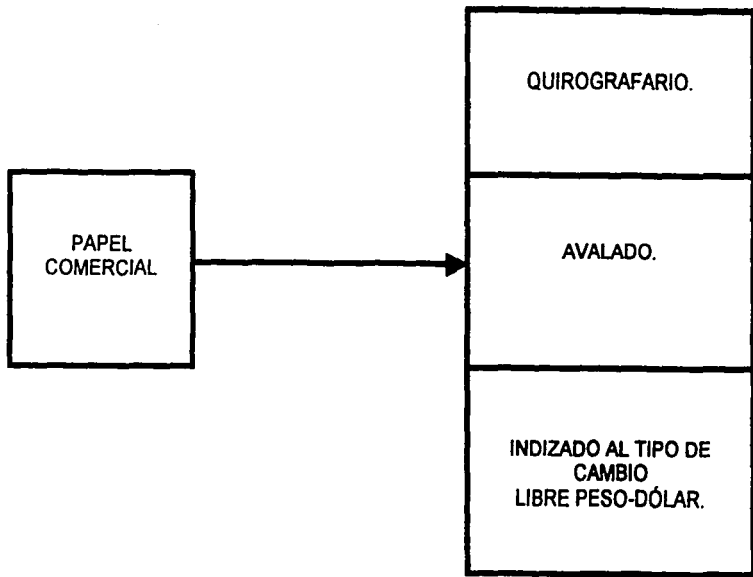 PAPEL
COMERCIAL
QUIROGRAFARIO.
AVALADO.
INDIZADO AL TIPO DE
CAMBIO
LIBRE PESO-DÓLAR.